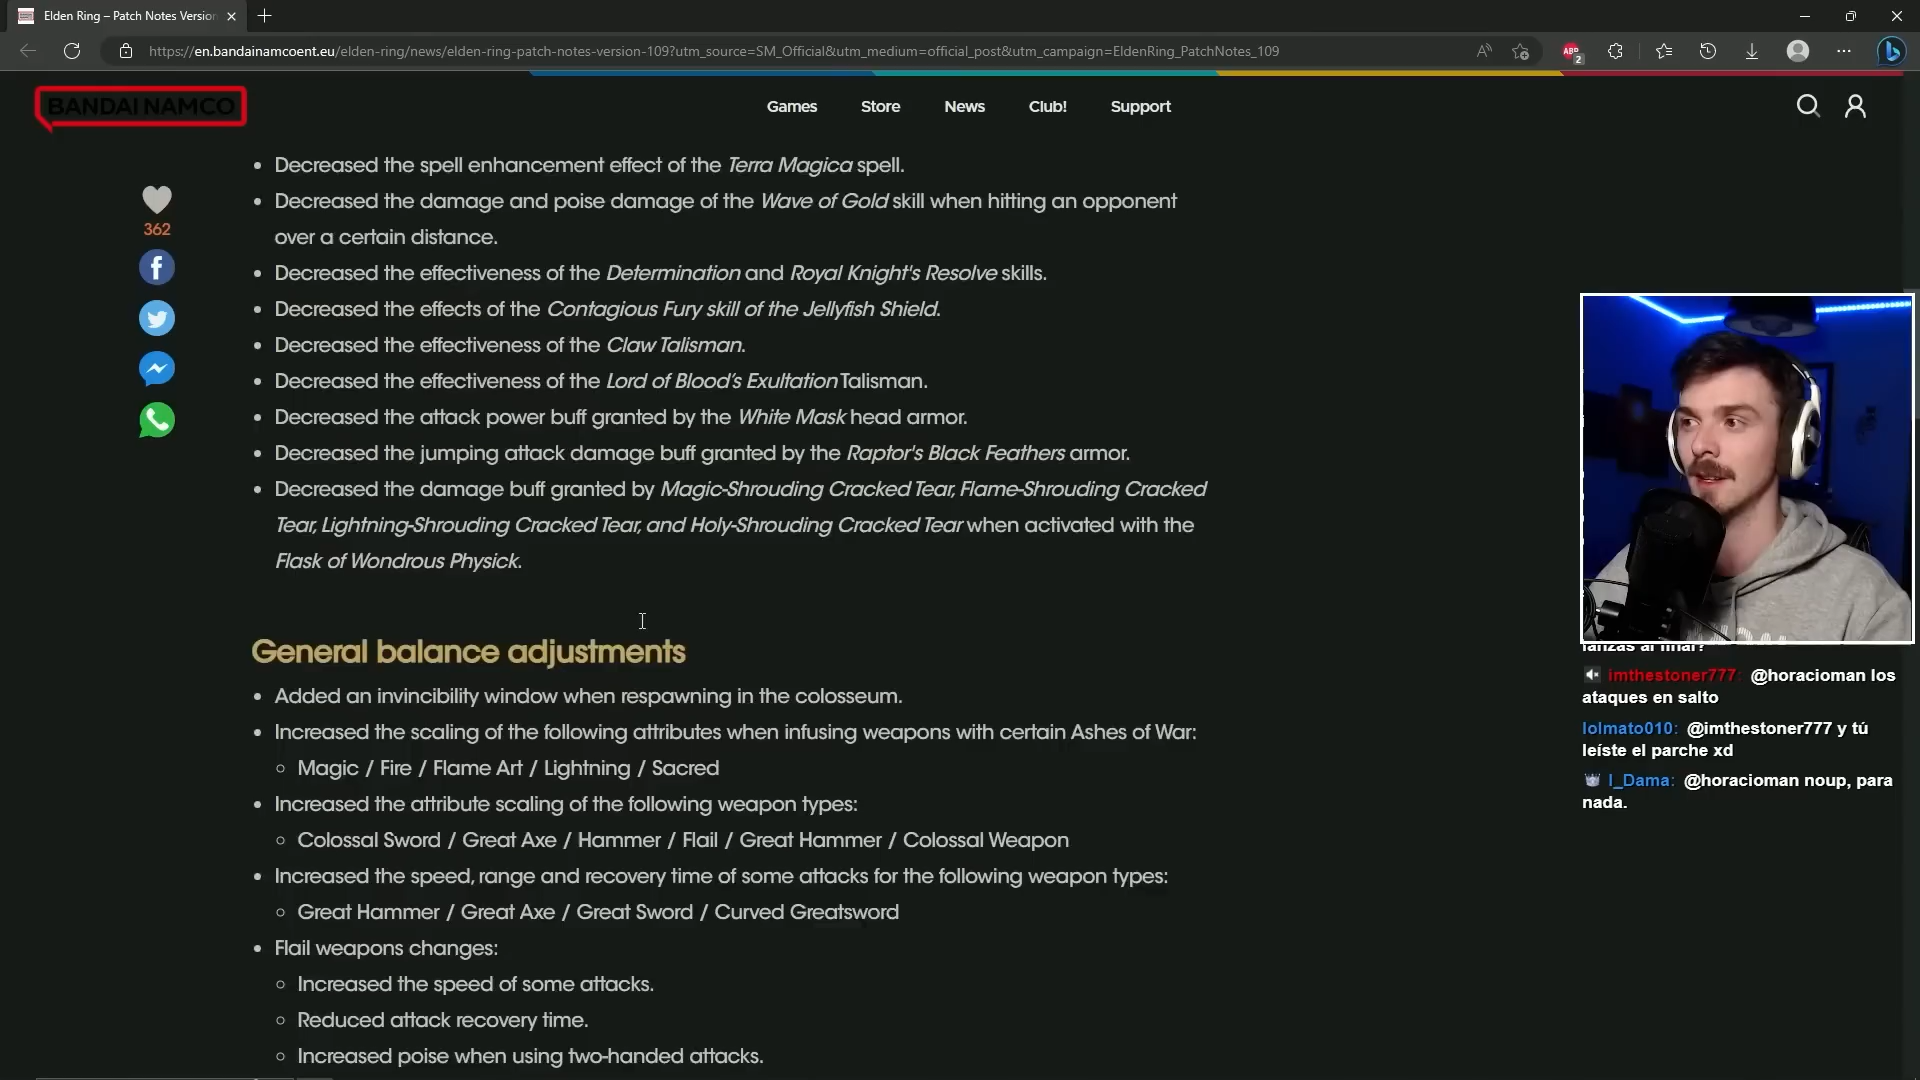 Elden Ring – Patch Notes Version
https://en.bandainamcoent.eu/elden-ring/news/elden-ring-patch-notes-version-109?utm_source=SM_Official&utm_medium=official_post&utm_campaign=EldenRing_PatchNotes_109
ABP
2
BANDAI NAMCO
Games
Store
News
Club!
Support
362
• Decreased the spell enhancement effect of the Terra Magica spell.
• Decreased the damage and poise damage of the Wave of Gold skill when hitting an opponent
over a certain distance.
• Decreased the effectiveness of the Determination and Royal Knight's Resolve skills.
• Decreased the effects of the Contagious Fury skill of the Jellyfish Shield.
• Decreased the effectiveness of the Claw Talisman.
• Decreased the effectiveness of the Lord of Blood's Exultation Talisman.
• Decreased the attack power buff granted by the White Mask head armor.
• Decreased the jumping attack damage buff granted by the Raptor's Black Feathers armor.
• Decreased the damage buff granted by Magic-Shrouding Cracked Tear, Flame-Shrouding Cracked
Tear, Lightning-Shrouding Cracked Tear, and Holy-Shrouding Cracked Tear when activated with the
Flask of Wondrous Physick.
General balance adjustments
• Added an invincibility window when respawning in the colosseum.
• Increased the scaling of the following attributes when infusing weapons with certain Ashes of War:
◦ Magic / Fire / Flame Art / Lightning / Sacred
• Increased the attribute scaling of the following weapon types:
◦ Colossal Sword / Great Axe / Hammer / Flail / Great Hammer / Colossal Weapon
• Increased the speed, range and recovery time of some attacks for the following weapon types:
◦ Great Hammer / Great Axe / Great Sword / Curved Greatsword
• Flail weapons changes:
◦ Increased the speed of some attacks.
◦ Reduced attack recovery time.
◦ Increased poise when using two-handed attacks.
lanzas al final?
imthestoner777: @horacioman los
ataques en salto
lolmato010: @imthestoner777 y tú
leíste el parche xd
I_Dama: @horacioman noup, para
nada.